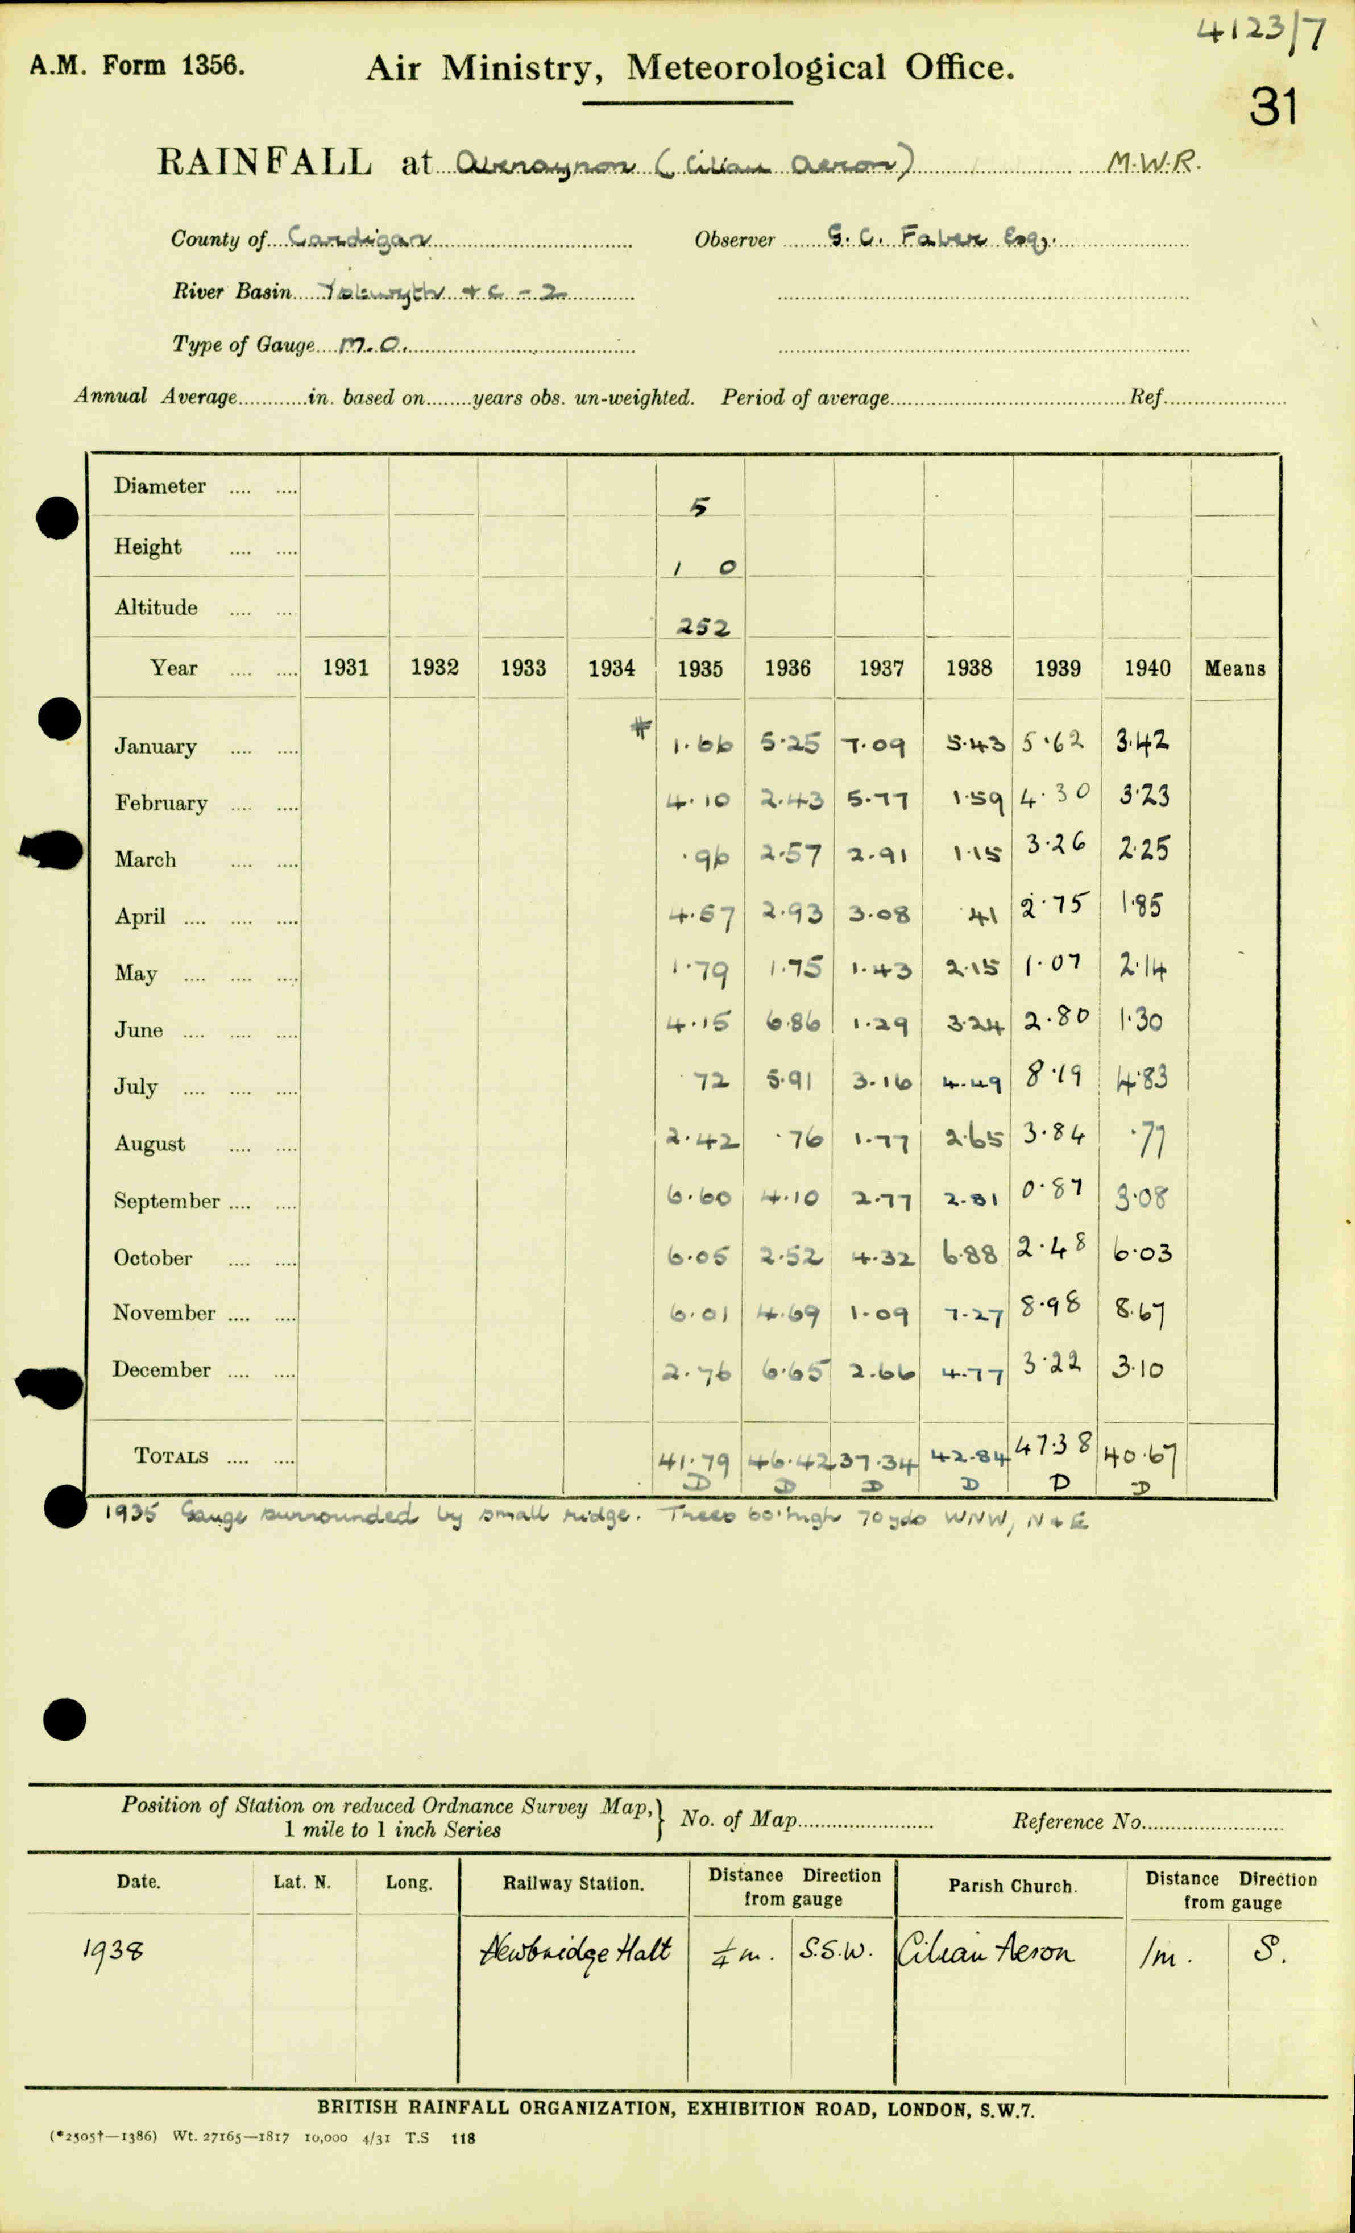 4123/7
A.M. Form 1356. Air Ministry, Meteorological Office.
31
RAINFALL at Aberayron (Cilian Aeron) M.W.R.
County of Cardigan Observer G. C. Faber Esq.
River Basin Ystwyth & C - 2
Type of Gauge M.O.
Annual Average in. based on years obs. un-weighted. Period of average Ref.
Diameter .... .... 5
Height .... .... 1 0
Altitude .... .... 252
Year .... .... 1931 1932 1933 1934 1935 1936 1937 1938 1939 1940 Means
January .... .... # 1.66 5.25 7.09 5.43 5.62 3.42
February .... .... 4.10 2.43 5.77 1.59 4.30 3.23
March .... .... .96 2.57 2.91 1.15 3.26 2.25
April .... .... .... 4.57 2.93 3.08 41 2.75 1.85
May .... .... .... 1.79 1.75 1.43 2.15 1.07 2.14
June .... .... .... 4.15 6.86 1.29 3.24 2.80 1.30
July .... .... .... 72 5.91 3.16 4.49 8.19 4.83
August .... .... 2.42 .76 1.77 2.65 3.84 .77
September .... .... 6.60 4.10 2.77 2.81 0.87 3.08
October .... .... 6.05 2.52 4.32 6.88 2.48 6.03
November .... .... 6.01 4.69 1.09 7.27 8.98 8.67
December .... .... 2.76 6.65 2.66 4.77 3.22 3.10
TOTALS .... .... 41.79 46.42 37.34 42.84 47.38 40.67
D D D D D D
1935 Gauge surrounded by small ridge. Trees 60' high 70 yds WNW, N & E
Position of Station on reduced Ordnance Survey Map, } No. of Map Reference No.
1 mile to 1 inch Series
Date. Lat. N. Long. Railway Station. Distance Direction from gauge Parish Church. Distance Direction from gauge
1938 Newbridge Halt ¼ m. S.S.W. Cilian Aeron 1 m. S.
BRITISH RAINFALL ORGANIZATION, EXHIBITION ROAD, LONDON, S.W.7.
(*2505†—1386) Wt. 27165—1817 10,000 4/31 T.S 118